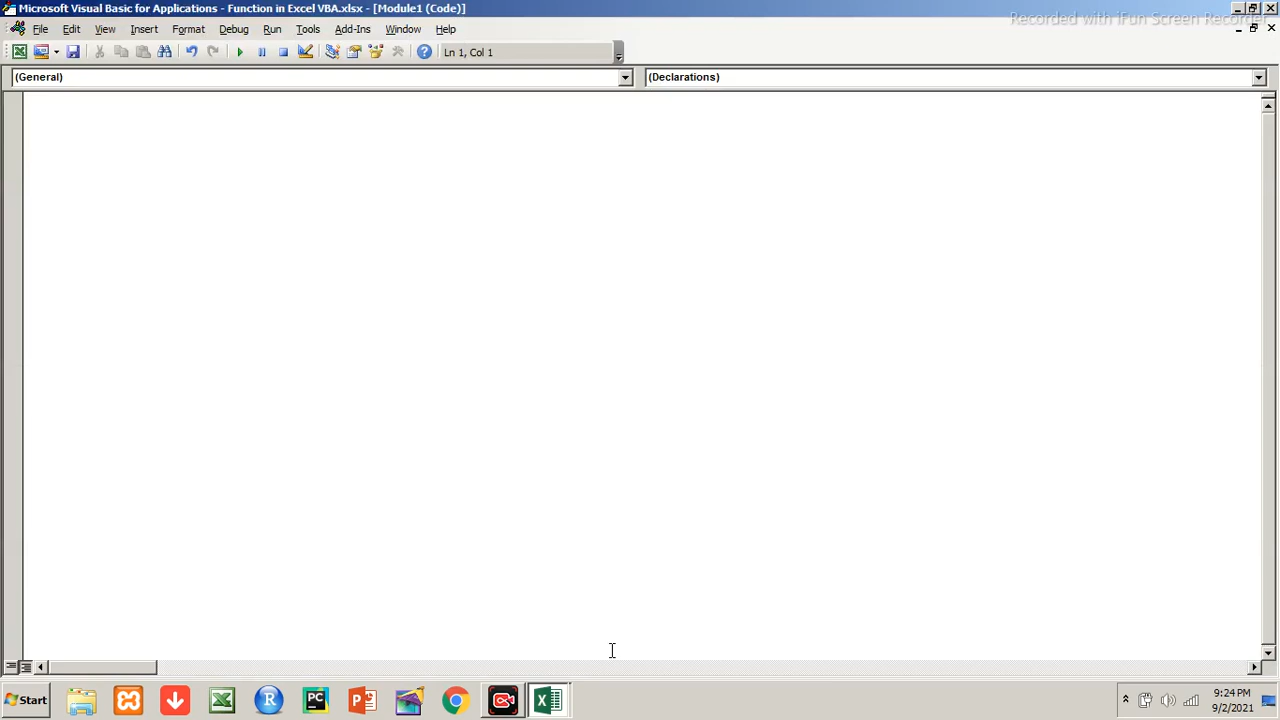 Microsoft Visual Basic for Applications - Function in Excel VBA.xlsx - [Module1 (Code)]
Recorded with iFun Screen Recorder
File Edit View Insert Format Debug Run Tools Add-Ins Window Help
Ln 1, Col 1
(General) (Declarations)
Start PC 9:24 PM
9/2/2021